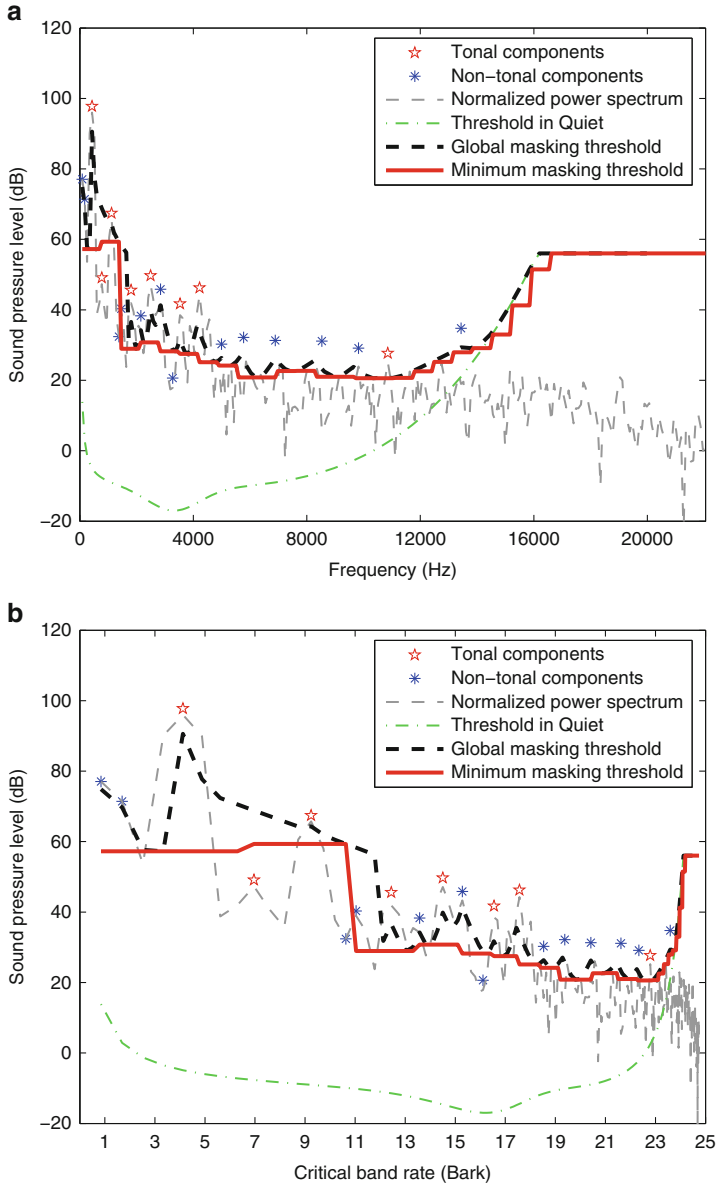 a
120
100
80
60
40
20
0
−20
Sound pressure level (dB)
Tonal components
Non-tonal components
Normalized power spectrum
Threshold in Quiet
Global masking threshold
Minimum masking threshold
0 4000 8000 12000 16000 20000
Frequency (Hz)
b
120
100
80
60
40
20
0
−20
Sound pressure level (dB)
Tonal components
Non-tonal components
Normalized power spectrum
Threshold in Quiet
Global masking threshold
Minimum masking threshold
1 3 5 7 9 11 13 15 17 19 21 23 25
Critical band rate (Bark)